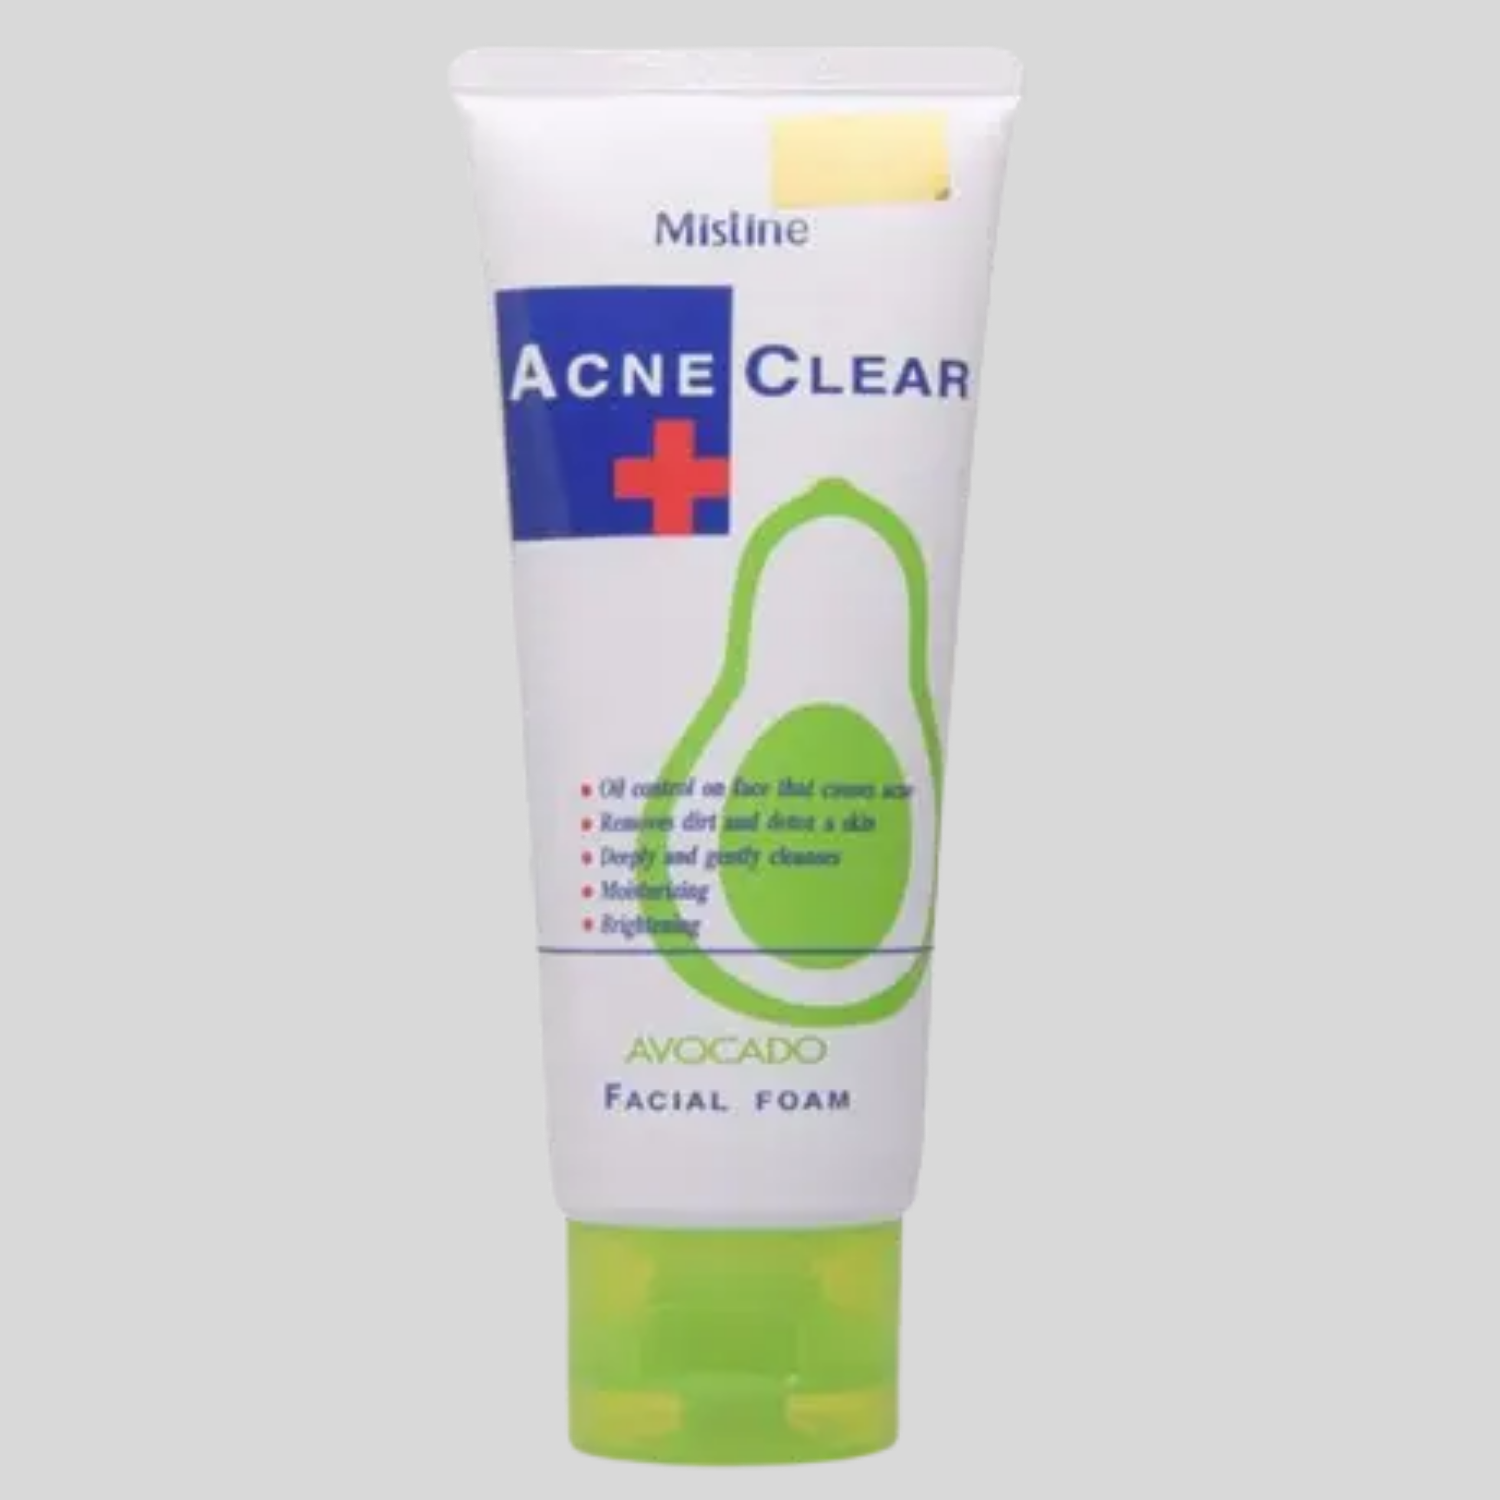 Mistine
ACNE CLEAR
• Oil control on face that causes acne
• Removes dirt and detox a skin
• Deeply and gently cleanses
• Moisturizing
• Brightening
AVOCADO
FACIAL FOAM